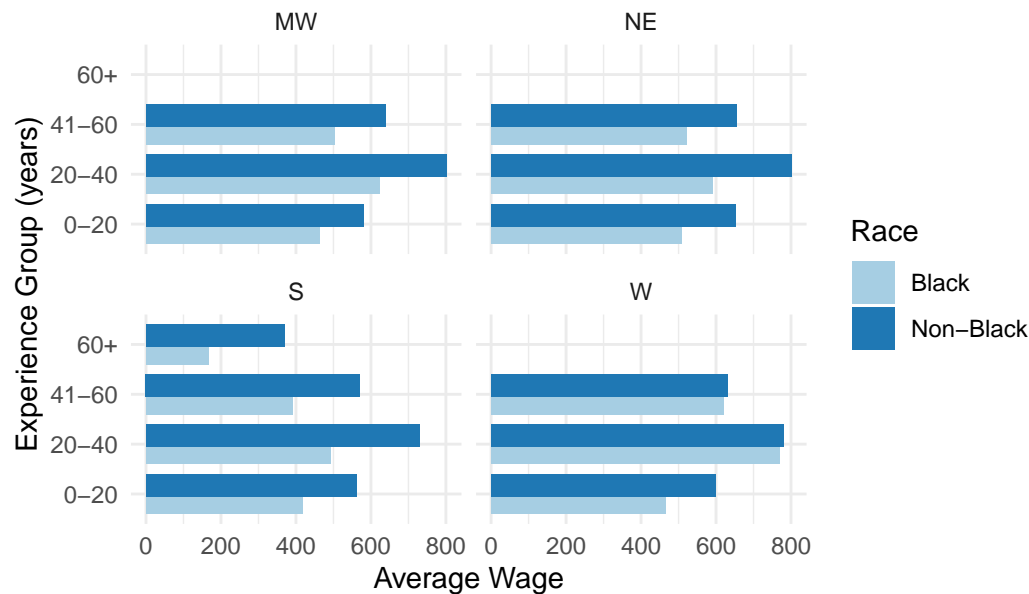 MW
NE
60+
41−60
20−40
0−20
S
W
60+
41−60
20−40
0−20
0 200 400 600 800
0 200 400 600 800
Average Wage
Experience Group (years)
Race
Black
Non−Black